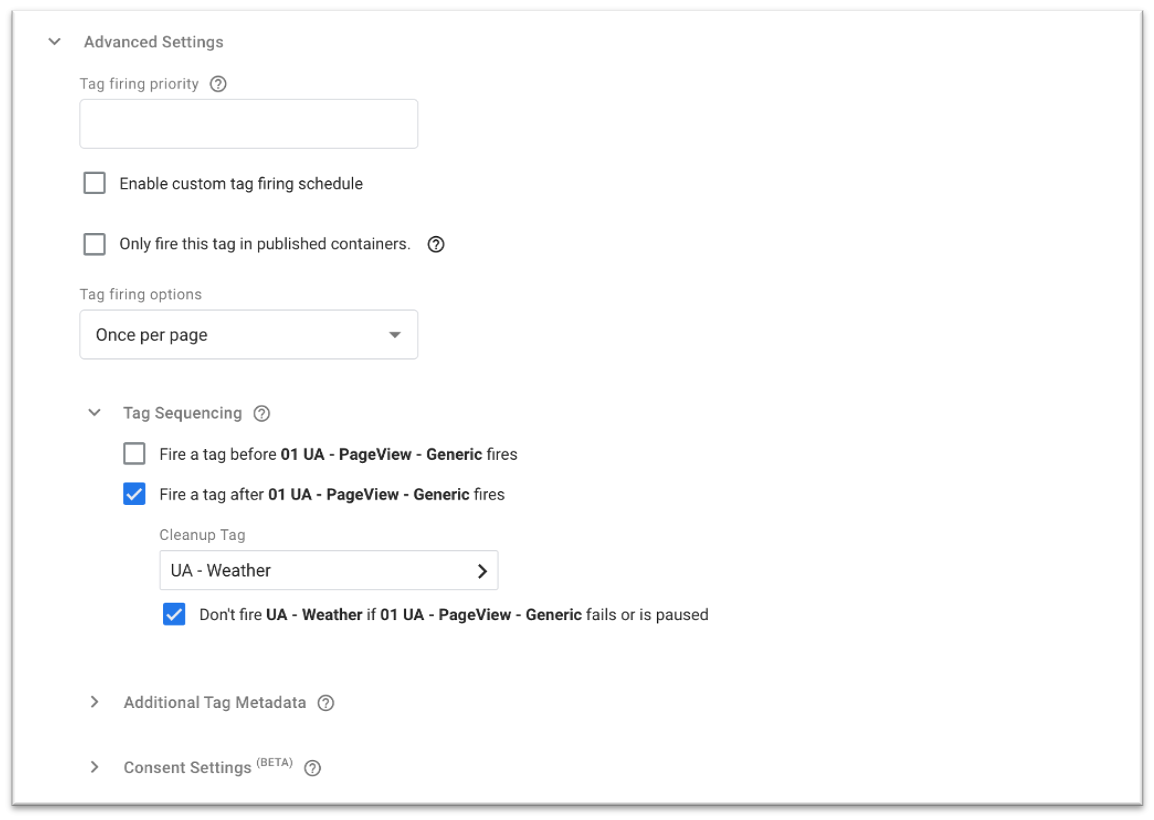 Advanced Settings
Tag firing priority
Enable custom tag firing schedule
Only fire this tag in published containers.
Tag firing options
Once per page
Tag Sequencing
Fire a tag before 01 UA - PageView - Generic fires
Fire a tag after 01 UA - PageView - Generic fires
Cleanup Tag
UA - Weather
Don't fire UA - Weather if 01 UA - PageView - Generic fails or is paused
Additional Tag Metadata
Consent Settings (BETA)